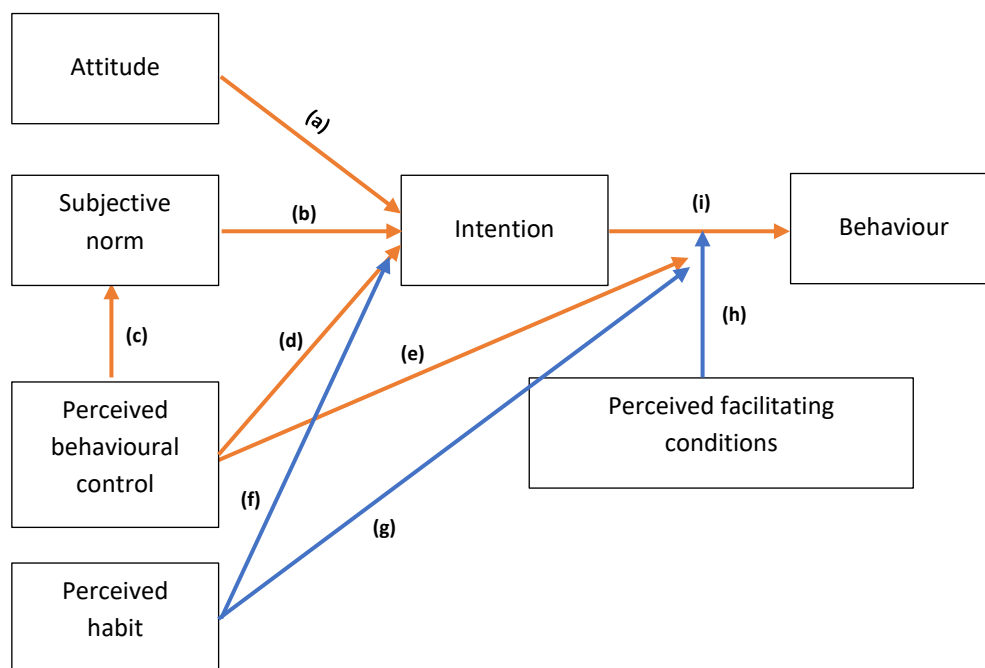 Attitude
(a)
Subjective
norm
(b)
Intention
(i)
Behaviour
(c)
(d)
(e)
(h)
Perceived
behavioural
control
Perceived facilitating
conditions
(f)
(g)
Perceived
habit